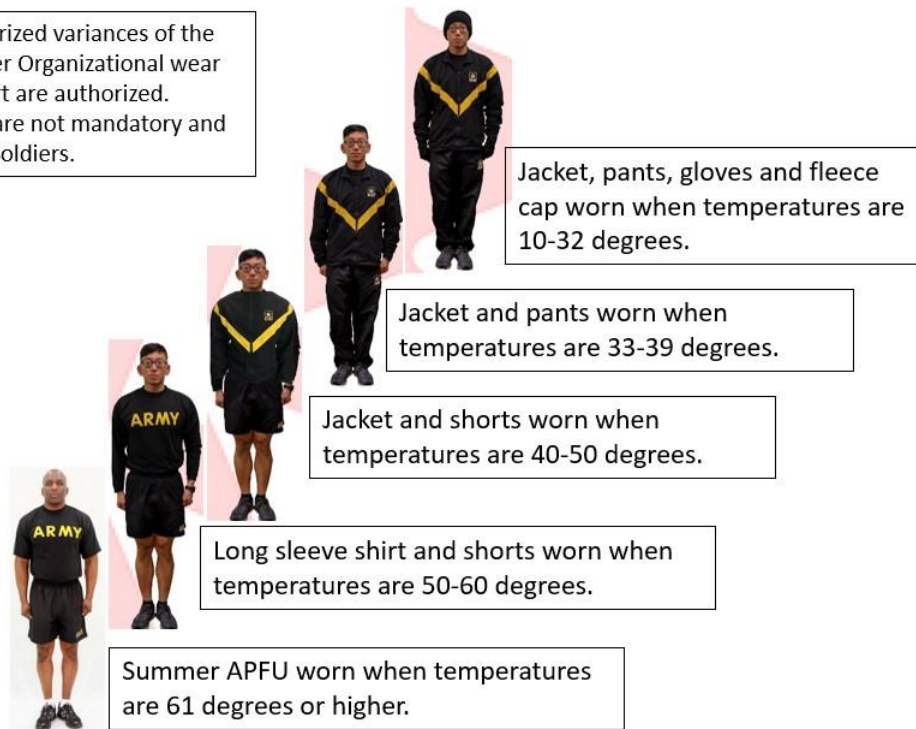 rized variances of the
er Organizational wear
rt are authorized.
are not mandatory and
oldiers.
Jacket, pants, gloves and fleece
cap worn when temperatures are
10-32 degrees.
Jacket and pants worn when
temperatures are 33-39 degrees.
ARMY
Jacket and shorts worn when
temperatures are 40-50 degrees.
ARMY
Long sleeve shirt and shorts worn when
temperatures are 50-60 degrees.
Summer APFU worn when temperatures
are 61 degrees or higher.